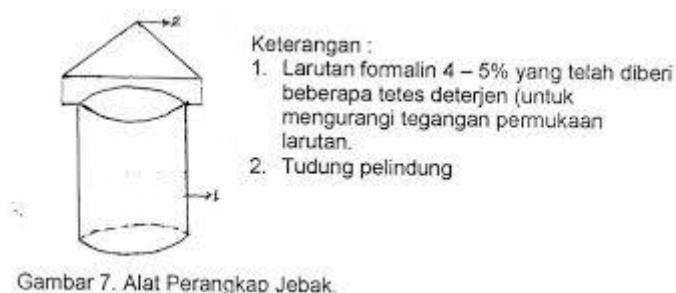 2
Keterangan :
1. Larutan formalin 4 – 5% yang telah diberi
beberapa tetes deterjen (untuk
mengurangi tegangan permukaan
larutan.
2. Tudung pelindung
1
Gambar 7. Alat Perangkap Jebak.